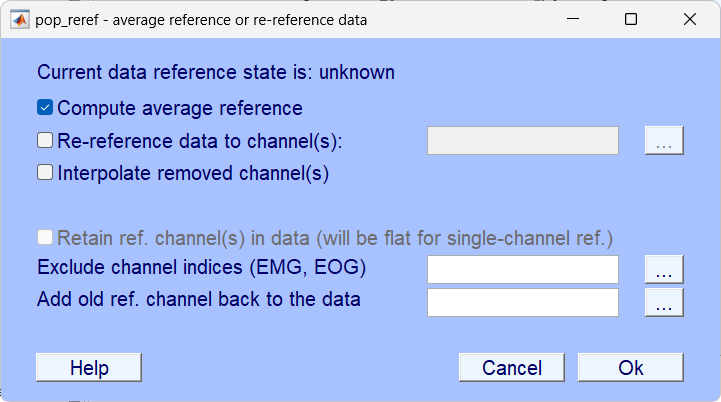 pop_reref - average reference or re-reference data
Current data reference state is: unknown
Compute average reference
Re-reference data to channel(s):
...
Interpolate removed channel(s)
Retain ref. channel(s) in data (will be flat for single-channel ref.)
Exclude channel indices (EMG, EOG)
...
Add old ref. channel back to the data
...
Help
Cancel
Ok